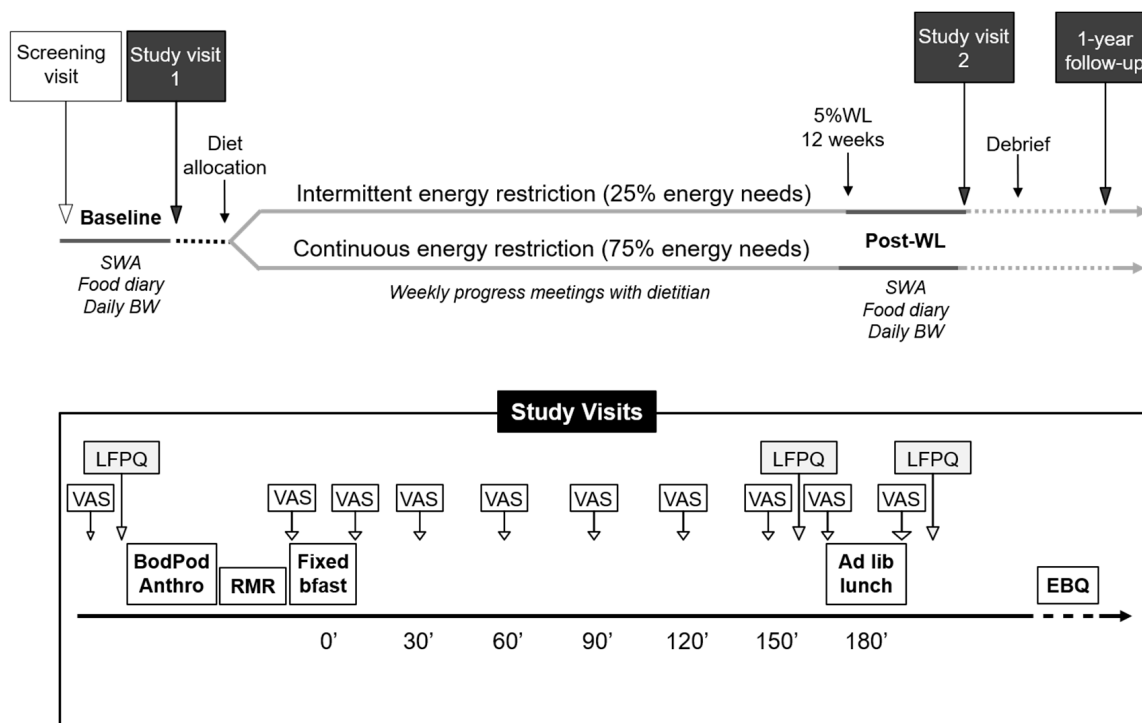 Screening
visit
Study visit
1
Study visit
2
1-year
follow-up
Diet
allocation
5%WL
12 weeks
Debrief
Intermittent energy restriction (25% energy needs)
Baseline
Continuous energy restriction (75% energy needs)
Post-WL
SWA
Food diary
Daily BW
Weekly progress meetings with dietitian
SWA
Food diary
Daily BW
Study Visits
LFPQ
LFPQ
LFPQ
VAS
VAS
VAS
VAS
VAS
VAS
VAS
VAS
VAS
VAS
BodPod
Anthro
RMR
Fixed
bfast
Ad lib
lunch
EBQ
0’
30’
60’
90’
120’
150’
180’